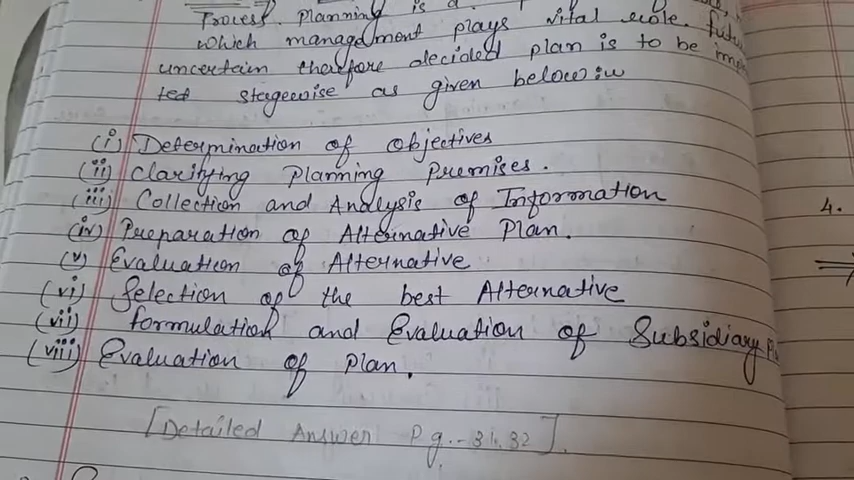 Process. Planning is a
which management plays vital role. futu
uncertain therefore decided plan is to be imple
ted stagewise as given below:-
(i) Determination of objectives
(ii) Clarifying Planning Premises.
(iii) Collection and Analysis of Information
(iv) Preparation of Alternative Plan.
(v) Evaluation of Alternative
(vi) Selection of the best Alternative
(vii) formulation and Evaluation of Subsidiary Pl
(viii) Evaluation of plan.
[Detailed Answer Pg.-31,32].
4.